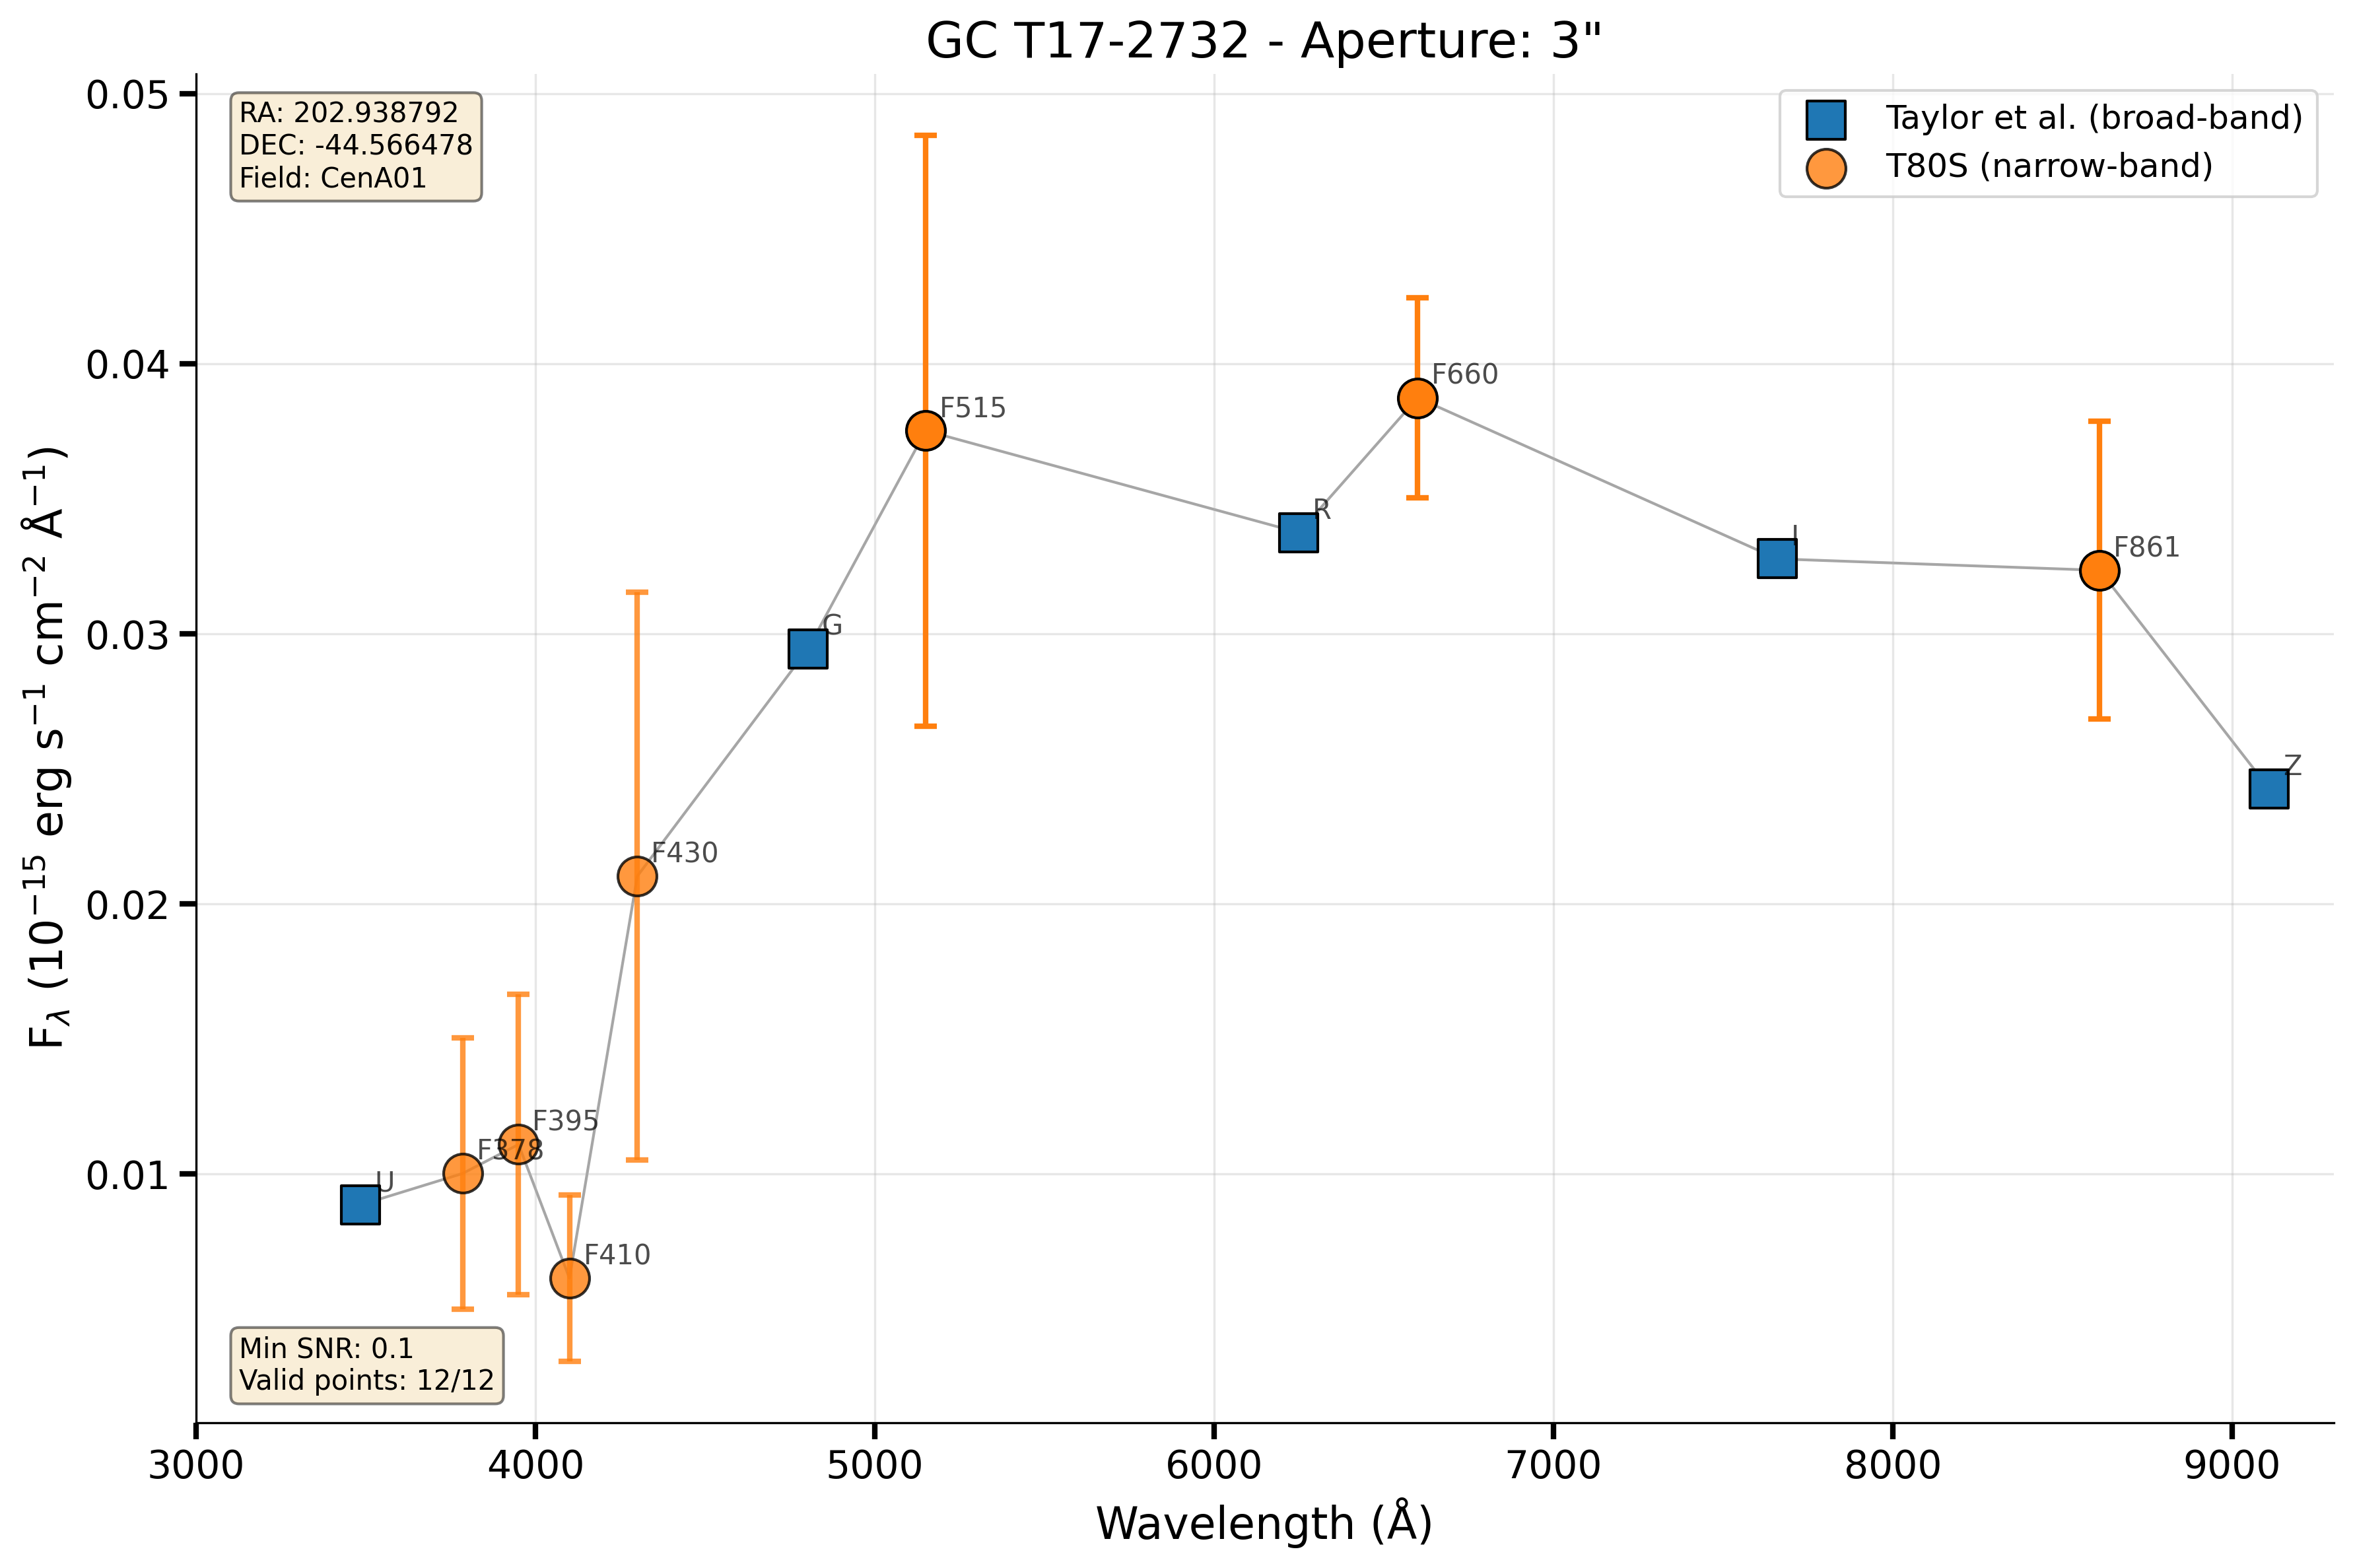 GC T17-2732 - Aperture: 3"
RA: 202.938792
DEC: -44.566478
Field: CenA01
Taylor et al. (broad-band)
T80S (narrow-band)
F_λ (10⁻¹⁵ erg s⁻¹ cm⁻² Å⁻¹)
0.05
0.04
0.03
0.02
0.01
U
F378
F395
F410
F430
G
F515
R
F660
I
F861
Z
Min SNR: 0.1
Valid points: 12/12
3000
4000
5000
6000
7000
8000
9000
Wavelength (Å)